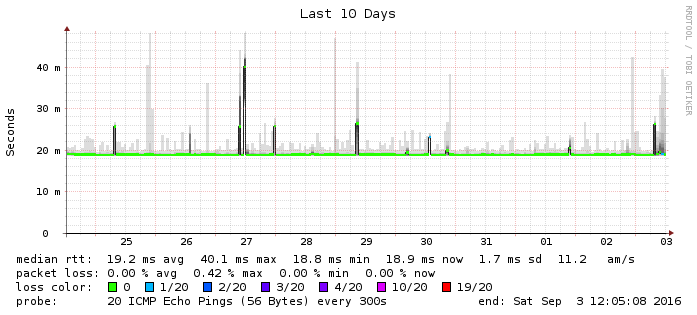 Last 10 Days
RRDTOOL / TOBI OETIKER
Seconds
40 m
30 m
20 m
10 m
0
25 26 27 28 29 30 31 01 02 03
median rtt: 19.2 ms avg 40.1 ms max 18.8 ms min 18.9 ms now 1.7 ms sd 11.2 am/s
packet loss: 0.00 % avg 0.42 % max 0.00 % min 0.00 % now
loss color: 0 1/20 2/20 3/20 4/20 10/20 19/20
probe: 20 ICMP Echo Pings (56 Bytes) every 300s end: Sat Sep 3 12:05:08 2016